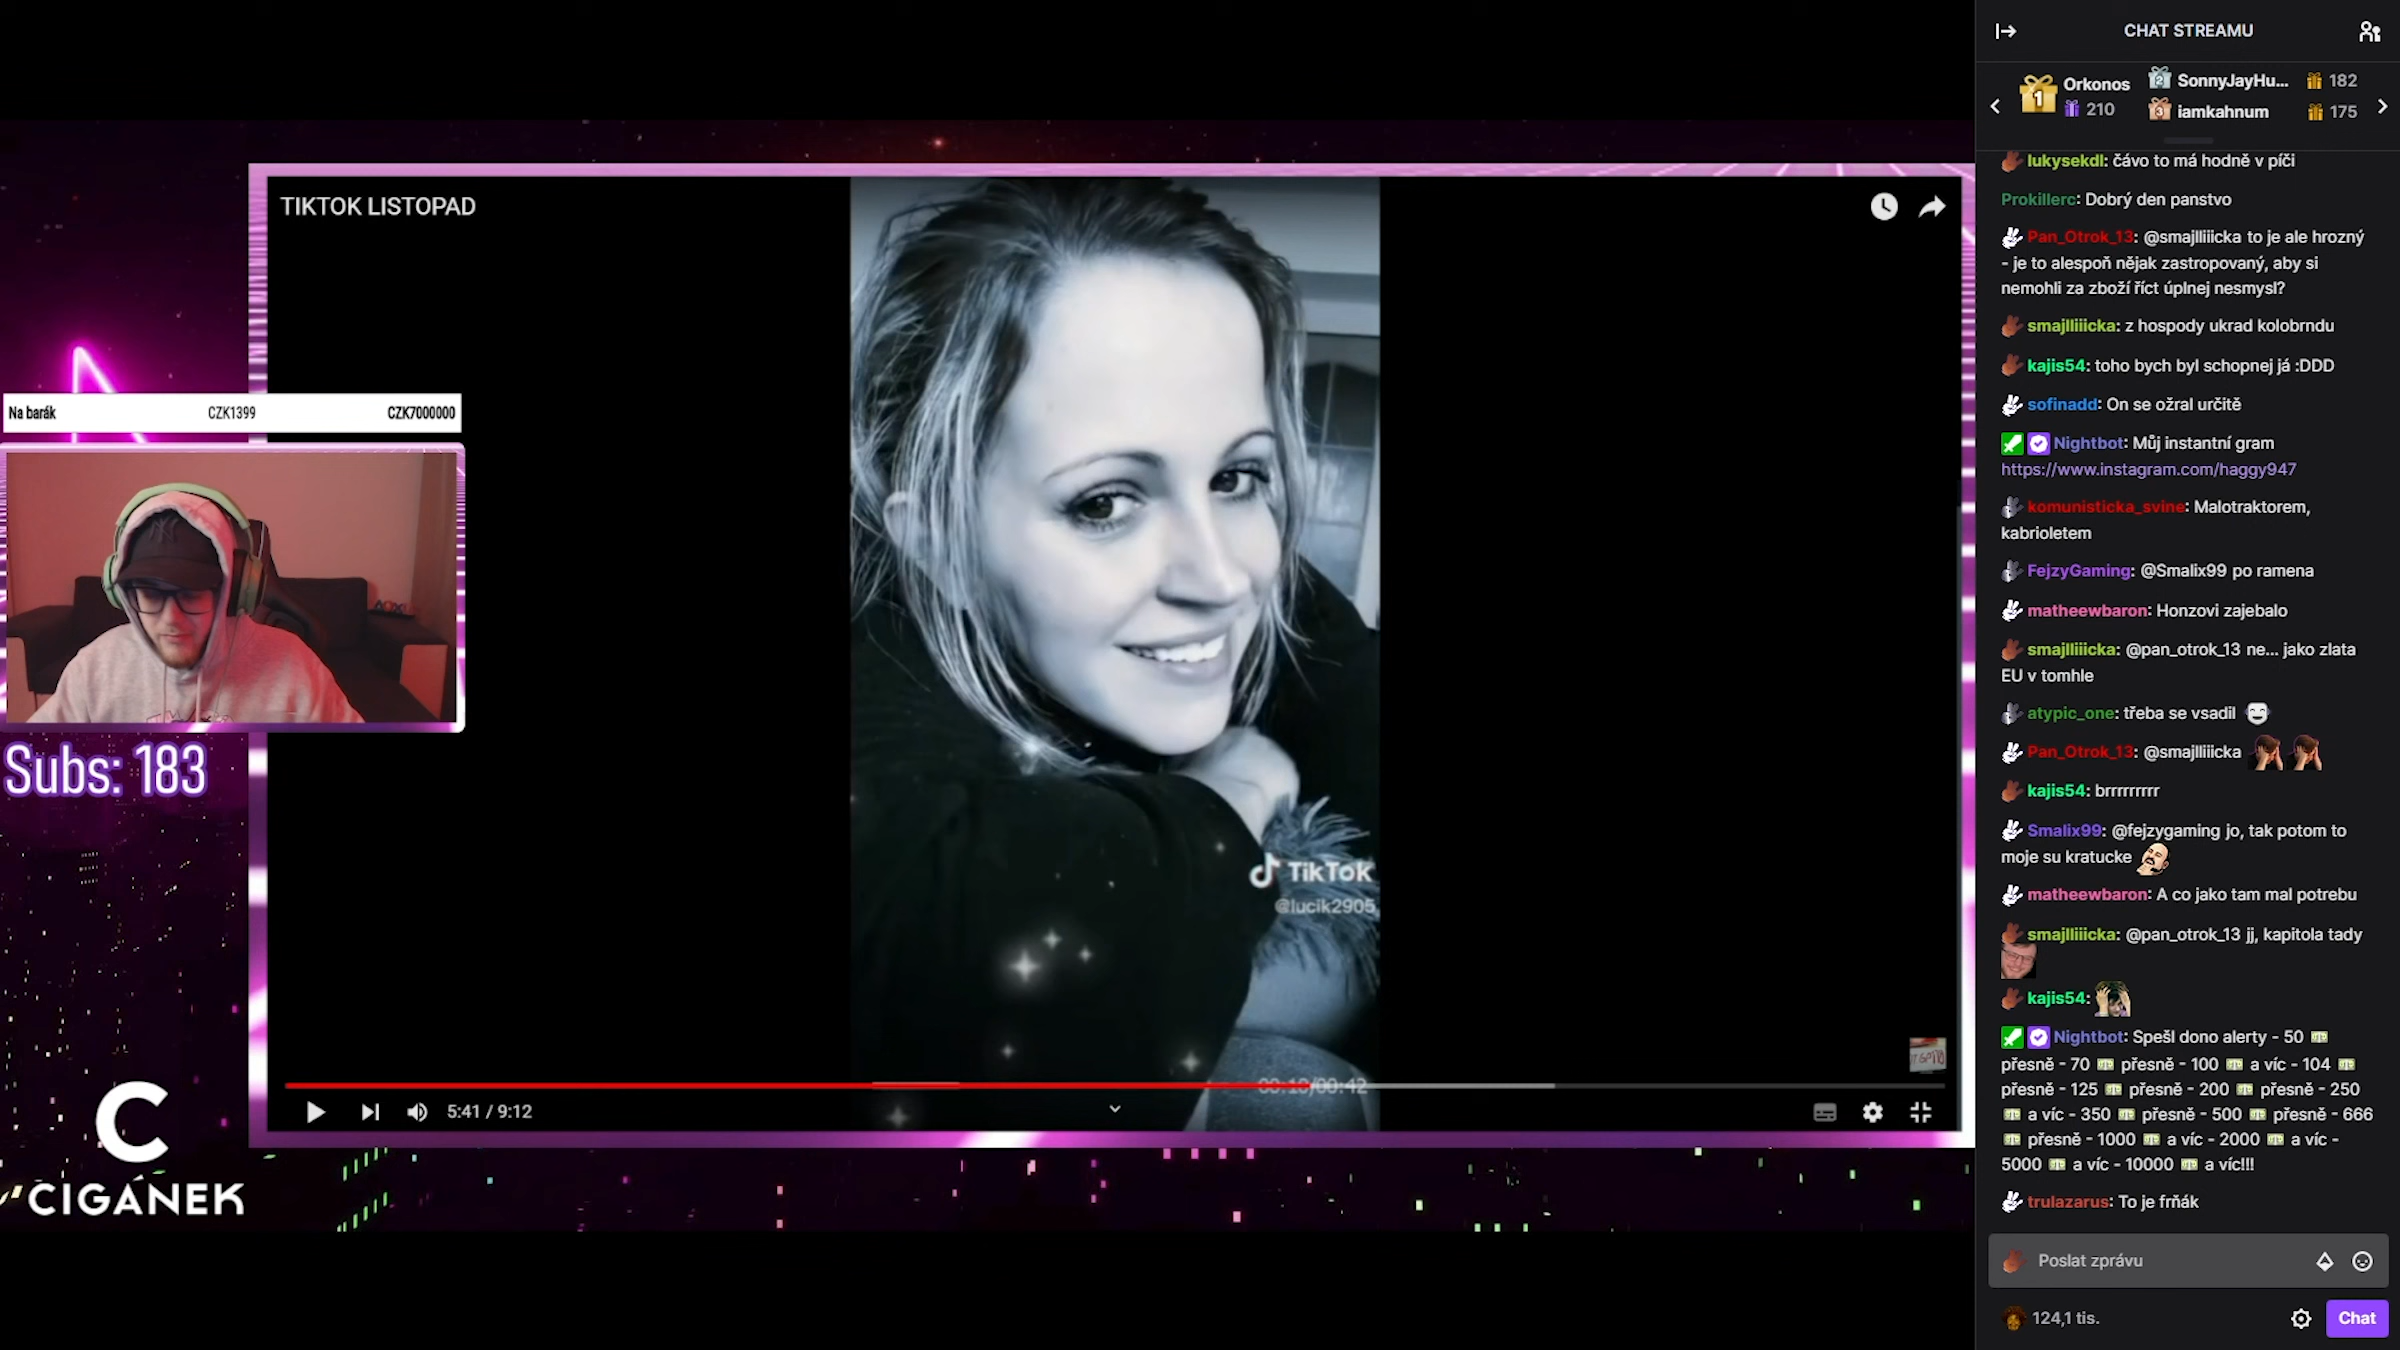 TIKTOK LISTOPAD
Na barák CZK1399 CZK7000000
Subs: 183
TikTok
@lucik2905
00:10/00:42
5:41 / 9:12
C
CIGÁNEK
CHAT STREAMU
Orkonos
210
SonnyJayHu... 182
iamkahnum 175
lukysekdl: čávo to má hodně v píči
Prokillerc: Dobrý den panstvo
Pan_Otrok_13: @smajlliiicka to je ale hrozný
- je to alespoň nějak zastropovaný, aby si
nemohli za zboží říct úplnej nesmysl?
smajlliiicka: z hospody ukrad kolobrndu
kajis54: toho bych byl schopnej já :DDD
sofinadd: On se ožral určitě
Nightbot: Můj instantní gram
https://www.instagram.com/haggy947
komunisticka_svine: Malotraktorem,
kabrioletem
FejzyGaming: @Smalix99 po ramena
matheewbaron: Honzovi zajebalo
smajlliiicka: @pan_otrok_13 ne... jako zlata
EU v tomhle
atypic_one: třeba se vsadil
Pan_Otrok_13: @smajlliiicka
kajis54: brrrrrrrrr
Smalix99: @fejzygaming jo, tak potom to
moje su kratucke
matheewbaron: A co jako tam mal potrebu
smajlliiicka: @pan_otrok_13 jj, kapitola tady
kajis54:
Nightbot: Spešl dono alerty - 50
přesně - 70 přesně - 100 a víc - 104
přesně - 125 přesně - 200 přesně - 250
a víc - 350 přesně - 500 přesně - 666
přesně - 1000 a víc - 2000 a víc -
5000 a víc - 10000 a víc!!!
trulazarus: To je frňák
Poslat zprávu
124,1 tis.
Chat